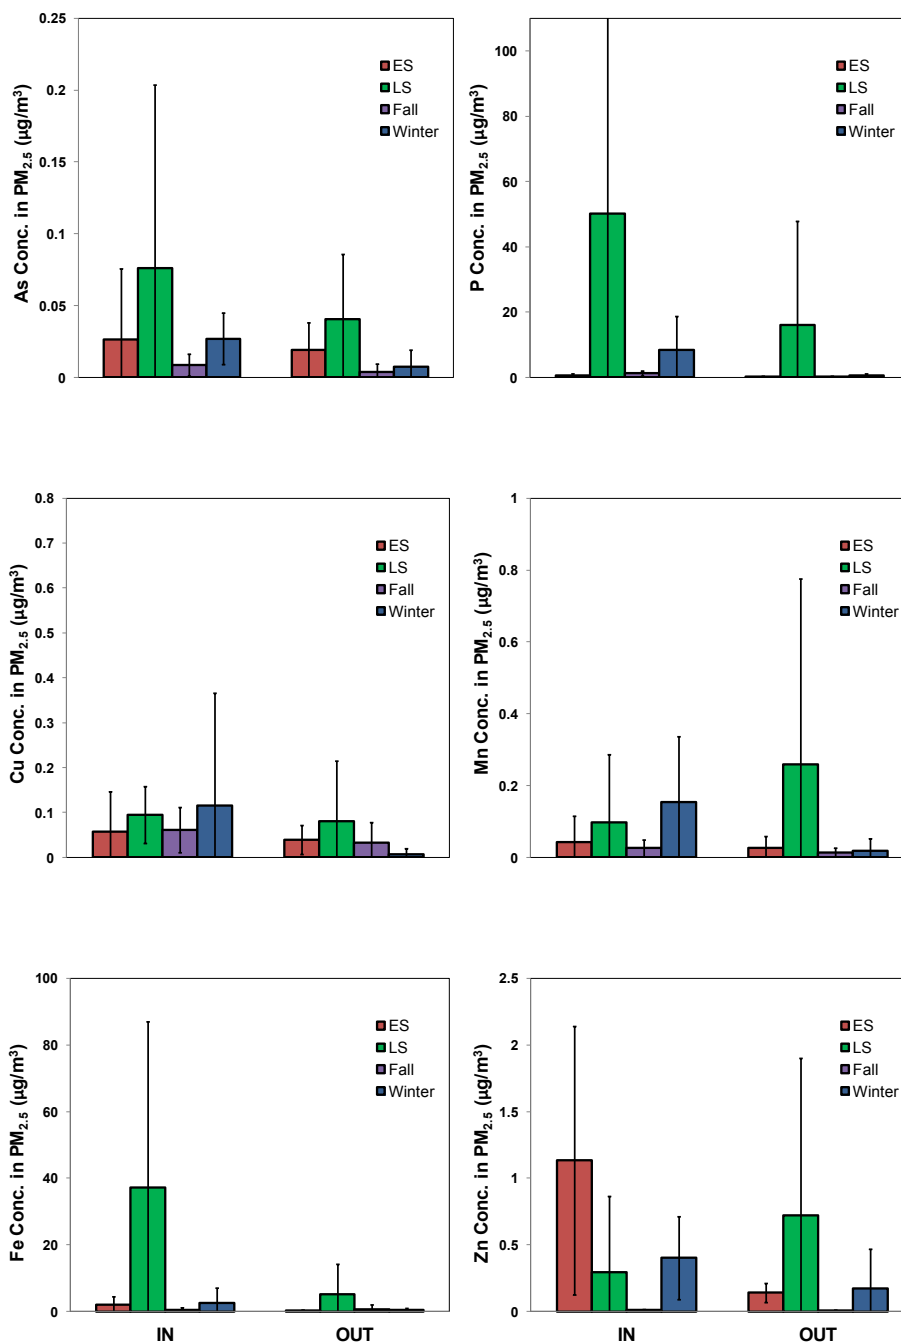 As Conc. in PM2.5 (µg/m³)
0.25
0.2
0.15
0.1
0.05
0
ES
LS
Fall
Winter
P Conc. in PM2.5 (µg/m³)
100
80
60
40
20
0
ES
LS
Fall
Winter
Cu Conc. in PM2.5 (µg/m³)
0.8
0.7
0.6
0.5
0.4
0.3
0.2
0.1
0
ES
LS
Fall
Winter
Mn Conc. in PM2.5 (µg/m³)
1
0.8
0.6
0.4
0.2
0
ES
LS
Fall
Winter
Fe Conc. in PM2.5 (µg/m³)
100
80
60
40
20
0
ES
LS
Fall
Winter
IN OUT
Zn Conc. in PM2.5 (µg/m³)
2.5
2
1.5
1
0.5
0
ES
LS
Fall
Winter
IN OUT